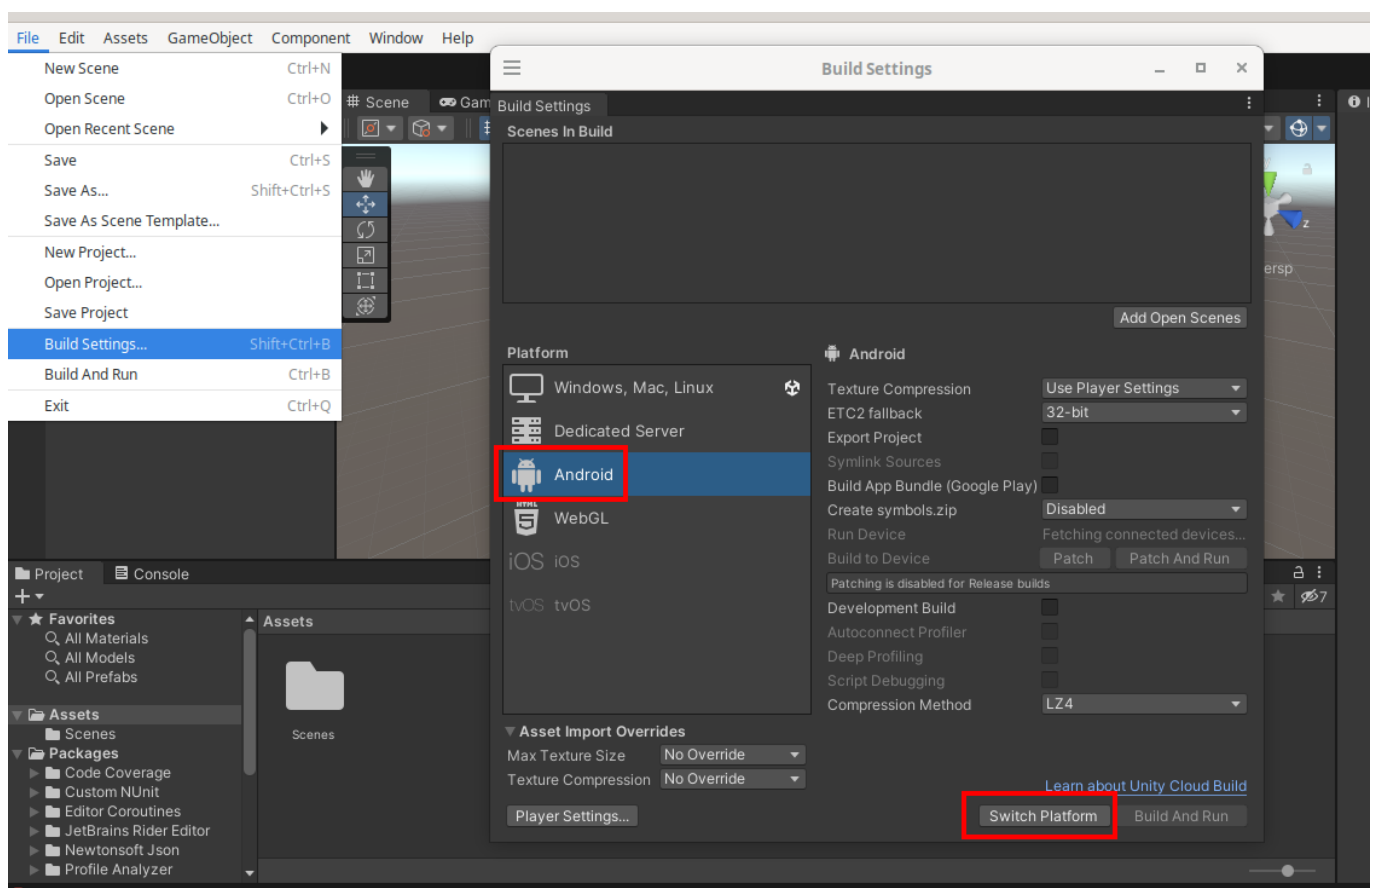 File Edit Assets GameObject Component Window Help
New Scene Ctrl+N
Open Scene Ctrl+O
Open Recent Scene
Save Ctrl+S
Save As... Shift+Ctrl+S
Save As Scene Template...
New Project...
Open Project...
Save Project
Build Settings... Shift+Ctrl+B
Build And Run Ctrl+B
Exit Ctrl+Q
Scene Gam
z
ersp
Build Settings
Build Settings
Scenes In Build
Add Open Scenes
Platform
Windows, Mac, Linux
Dedicated Server
Android
HTML 5 WebGL
iOS iOS
tvOS tvOS
Android
Texture Compression Use Player Settings
ETC2 fallback 32-bit
Export Project
Symlink Sources
Build App Bundle (Google Play)
Create symbols.zip Disabled
Run Device Fetching connected devices...
Build to Device Patch Patch And Run
Patching is disabled for Release builds
Development Build
Autoconnect Profiler
Deep Profiling
Script Debugging
Compression Method LZ4
Asset Import Overrides
Max Texture Size No Override
Texture Compression No Override
Learn about Unity Cloud Build
Player Settings... Switch Platform Build And Run
Project Console
7
Favorites
All Materials
All Models
All Prefabs
Assets
Scenes
Packages
Code Coverage
Custom NUnit
Editor Coroutines
JetBrains Rider Editor
Newtonsoft Json
Profile Analyzer
Assets
Scenes